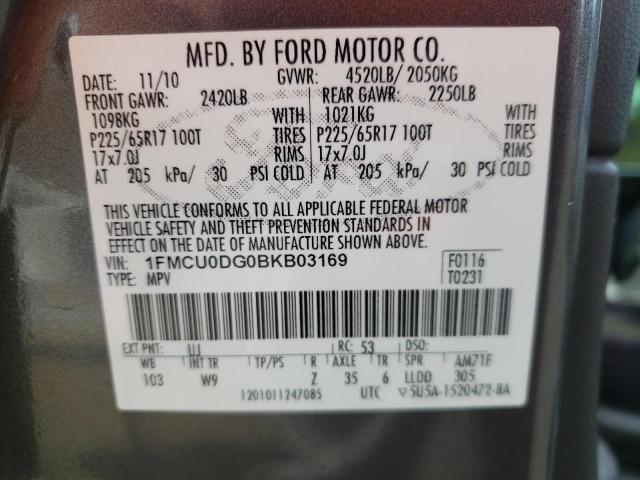 MFD. BY FORD MOTOR CO.
DATE: 11/10 GVWR: 4520LB/ 2050KG
FRONT GAWR: 2420LB REAR GAWR: 2250LB
1098KG WITH 1021KG WITH
P225/65R17 100T TIRES P225/65R17 100T TIRES
17x7.0J RIMS 17x7.0J RIMS
AT 205 kPa/ 30 PSI COLD AT 205 kPa/ 30 PSI COLD
THIS VEHICLE CONFORMS TO ALL APPLICABLE FEDERAL MOTOR
VEHICLE SAFETY AND THEFT PREVENTION STANDARDS IN
EFFECT ON THE DATE OF MANUFACTURE SHOWN ABOVE.
VIN: 1FMCU0DG0BKB03169 F0116
TYPE: MPV T0231
EXT PNT: UJ RC: 53 DSO:
WB INT TR TP/PS R AXLE TR SPR AM71F
103 W9 Z 35 6 LLDD 305
1201011247085 UTC ▽5U5A-1520472-BA